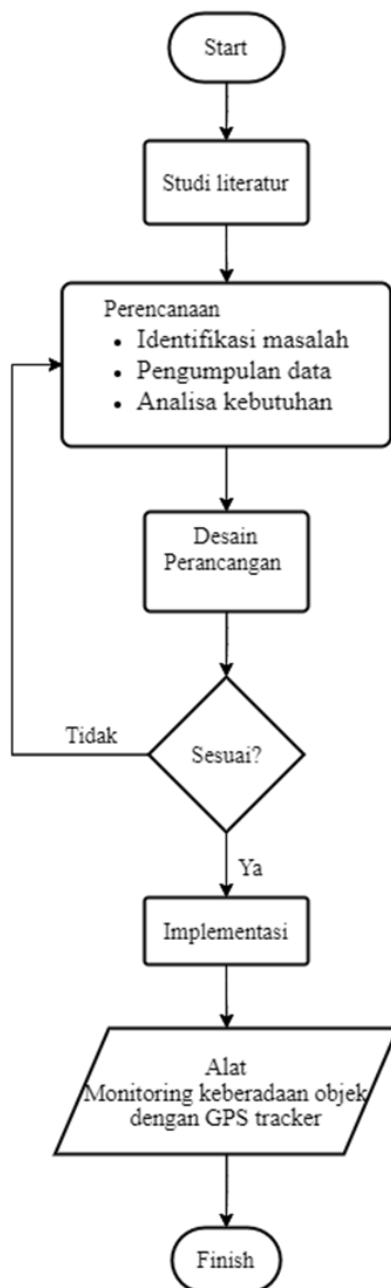 Start
Studi literatur
Perencanaan
• Identifikasi masalah
• Pengumpulan data
• Analisa kebutuhan
Desain
Perancangan
Tidak
Sesuai?
Ya
Implementasi
Alat
Monitoring keberadaan objek
dengan GPS tracker
Finish